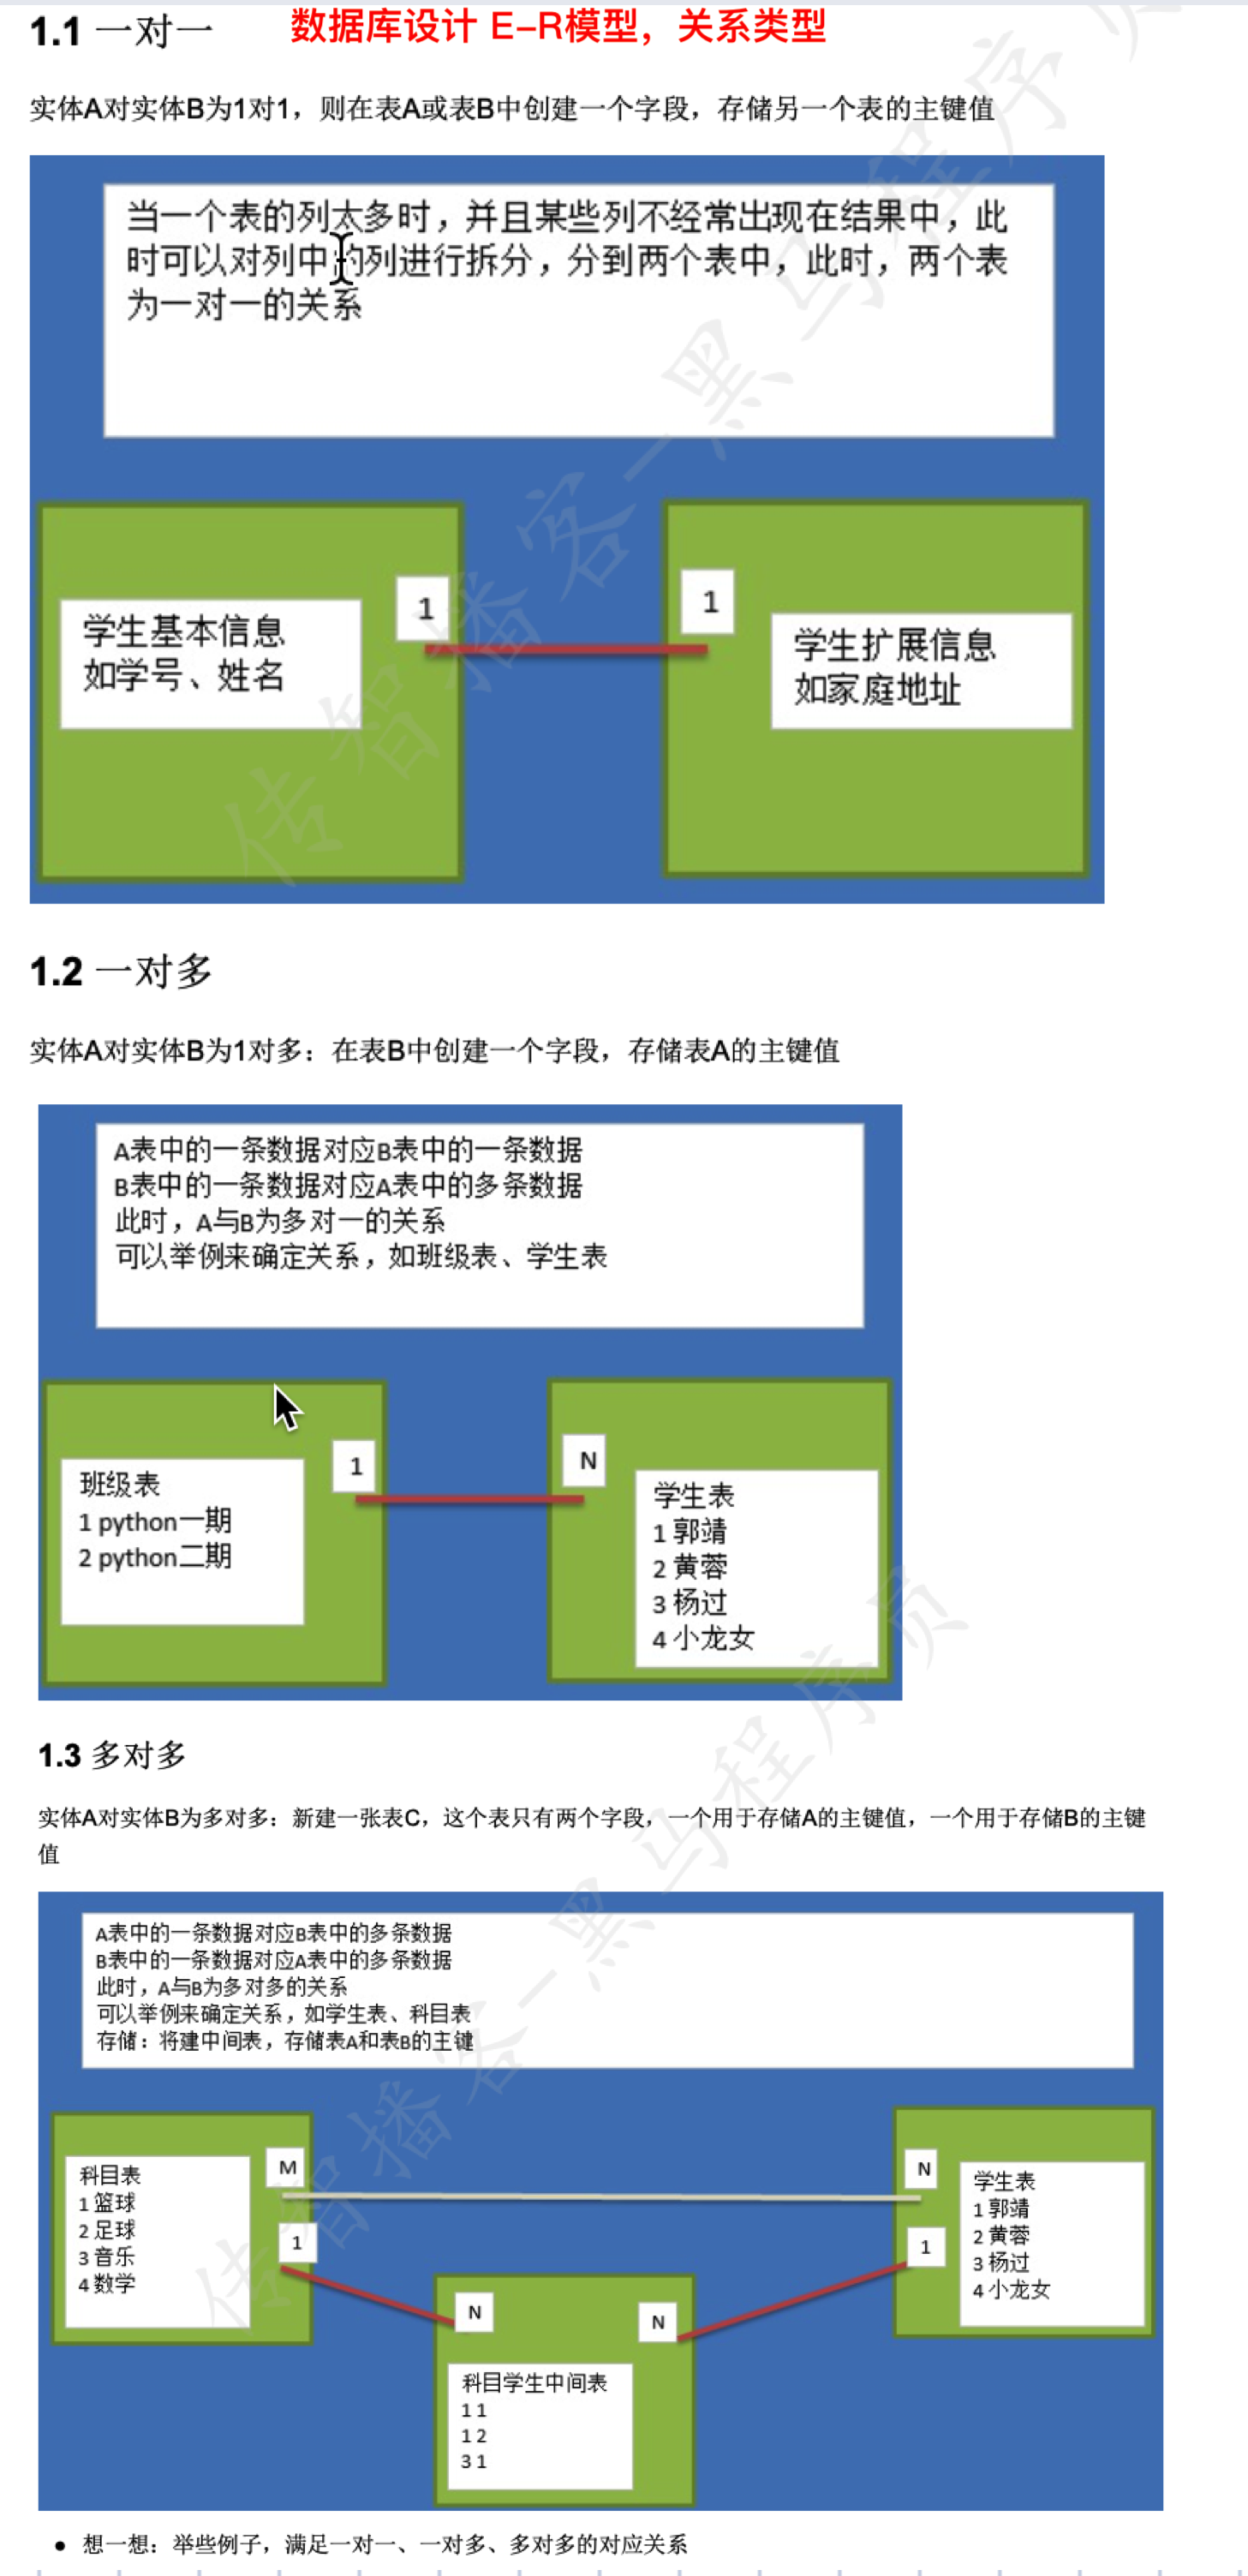 1.1 一对一
数据库设计 E-R模型，关系类型
实体A对实体B为1对1，则在表A或表B中创建一个字段，存储另一个表的主键值
当一个表的列太多时，并且某些列不经常出现在结果中，此
时可以对列中的列进行拆分，分到两个表中，此时，两个表
为一对一的关系
1
1
学生基本信息
如学号、姓名
学生扩展信息
如家庭地址
1.2 一对多
实体A对实体B为1对多：在表B中创建一个字段，存储表A的主键值
A表中的一条数据对应B表中的一条数据
B表中的一条数据对应A表中的多条数据
此时，A与B为多对一的关系
可以举例来确定关系，如班级表、学生表
1
N
班级表
1 python一期
2 python二期
学生表
1 郭靖
2 黄蓉
3 杨过
4 小龙女
1.3 多对多
实体A对实体B为多对多：新建一张表C，这个表只有两个字段，一个用于存储A的主键值，一个用于存储B的主键
值
A表中的一条数据对应B表中的多条数据
B表中的一条数据对应A表中的多条数据
此时，A与B为多对多的关系
可以举例来确定关系，如学生表、科目表
存储：将建中间表，存储表A和表B的主键
科目表
1 篮球
2 足球
3 音乐
4 数学
M
1
N
1
学生表
1 郭靖
2 黄蓉
3 杨过
4 小龙女
N
N
科目学生中间表
1 1
1 2
3 1
• 想一想：举些例子，满足一对一、一对多、多对多的对应关系
传智播客-黑马程序员
传智播客-黑马程序员